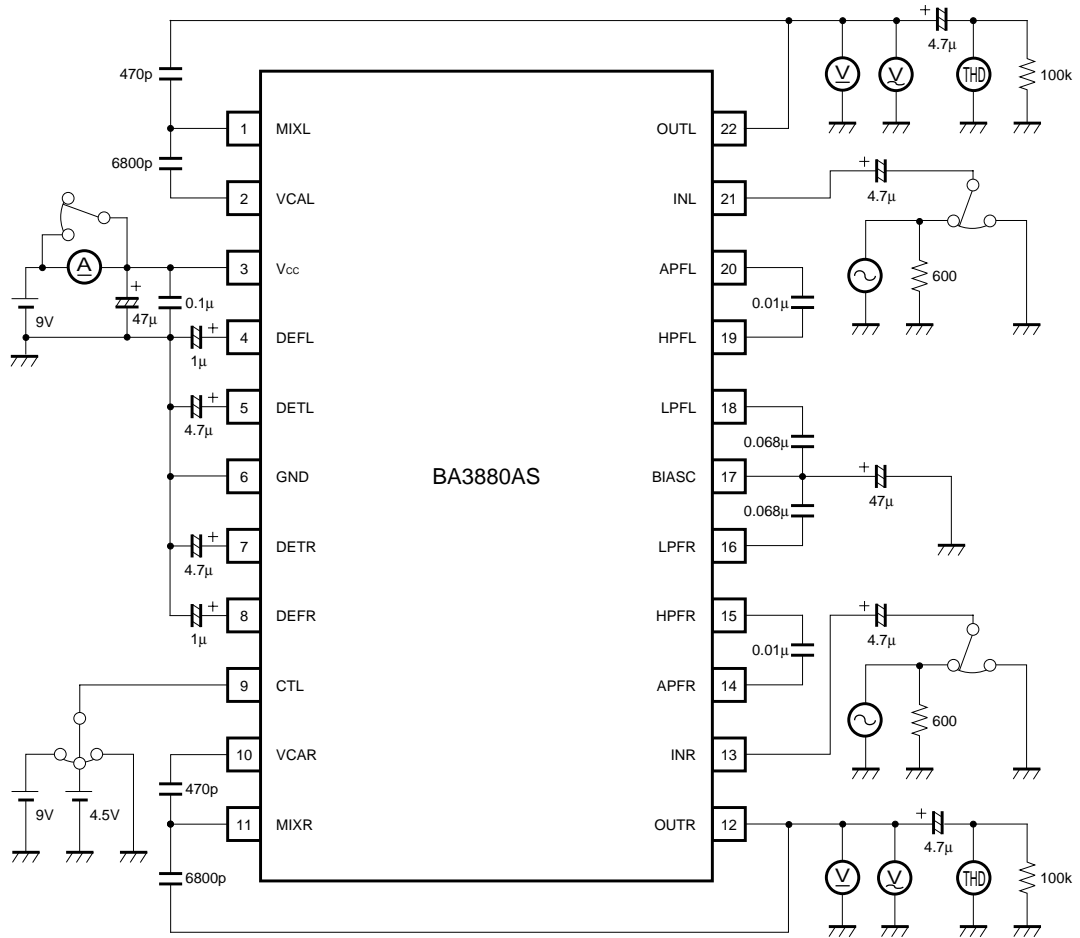 +
4.7μ
470p
V
V
THD
100k
1
MIXL
OUTL
22
6800p
+
4.7μ
2
VCAL
INL
21
A
3
Vcc
APFL
20
600
9V
+
47μ
0.1μ
0.01μ
+
1μ
4
DEFL
HPFL
19
+
4.7μ
5
DETL
LPFL
18
0.068μ
6
GND
BA3880AS
BIASC
17
+
47μ
0.068μ
+
4.7μ
7
DETR
LPFR
16
+
1μ
8
DEFR
HPFR
15
+
4.7μ
0.01μ
9
CTL
APFR
14
600
10
VCAR
INR
13
470p
9V
4.5V
11
MIXR
OUTR
12
+
4.7μ
6800p
V
V
THD
100k